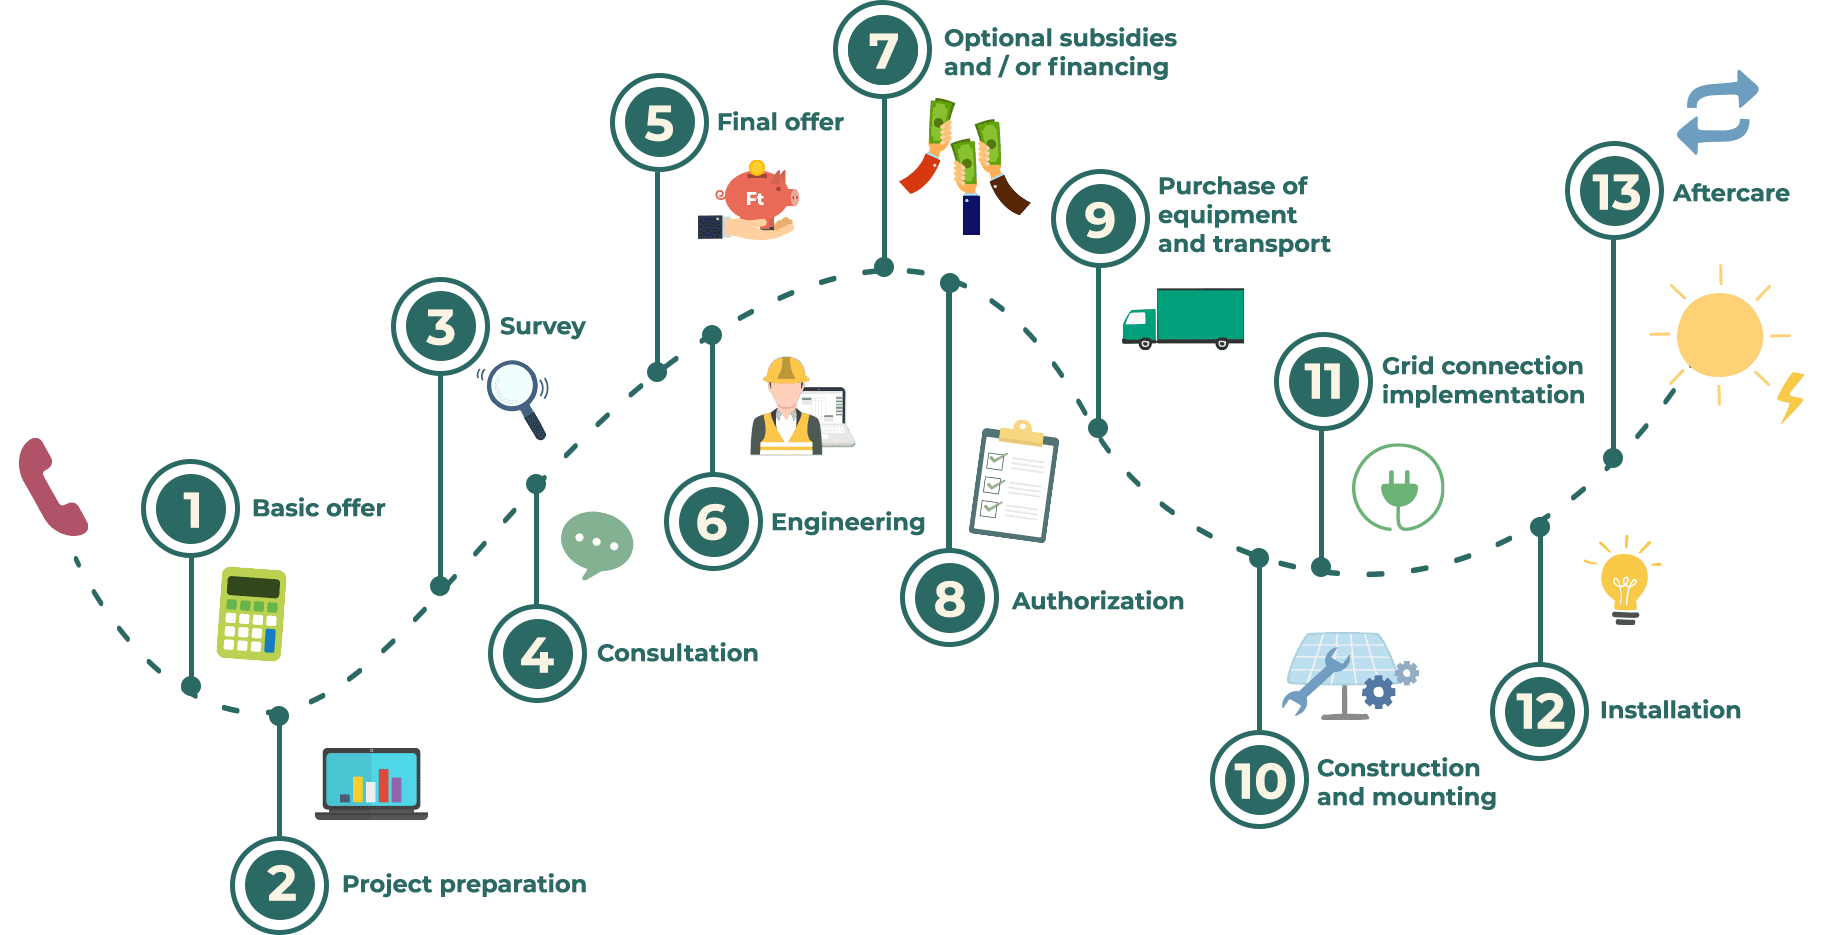 1
Basic offer
2
Project preparation
3
Survey
4
Consultation
5
Final offer
Ft
6
Engineering
7
Optional subsidies
and / or financing
8
Authorization
9
Purchase of
equipment
and transport
10
Construction
and mounting
11
Grid connection
implementation
12
Installation
13
Aftercare